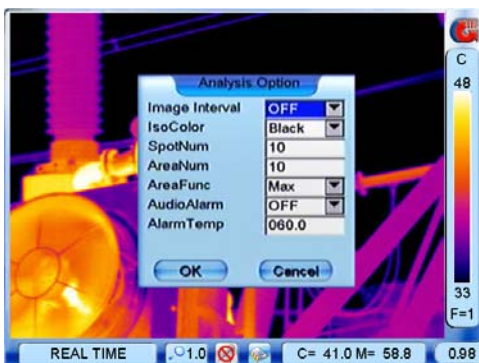 Analysis Option
Image Interval OFF
IsoColor Black
SpotNum 10
AreaNum 10
AreaFunc Max
AudioAlarm OFF
AlarmTemp 060.0
OK Cencel
C
48
33
F=1
REAL TIME 1.0 C= 41.0 M= 58.8 0.98